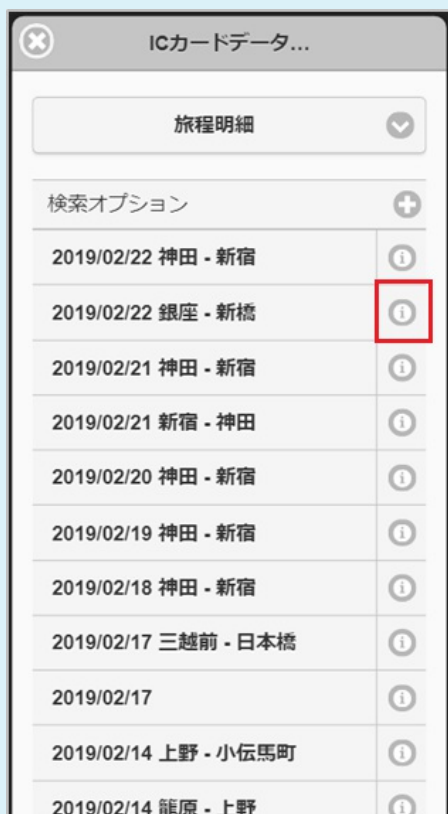 ICカードデータ...
旅程明細
検索オプション
2019/02/22 神田 - 新宿
2019/02/22 銀座 - 新橋
2019/02/21 神田 - 新宿
2019/02/21 新宿 - 神田
2019/02/20 神田 - 新宿
2019/02/19 神田 - 新宿
2019/02/18 神田 - 新宿
2019/02/17 三越前 - 日本橋
2019/02/17
2019/02/14 上野 - 小伝馬町
2019/02/14 籠原 - 上野